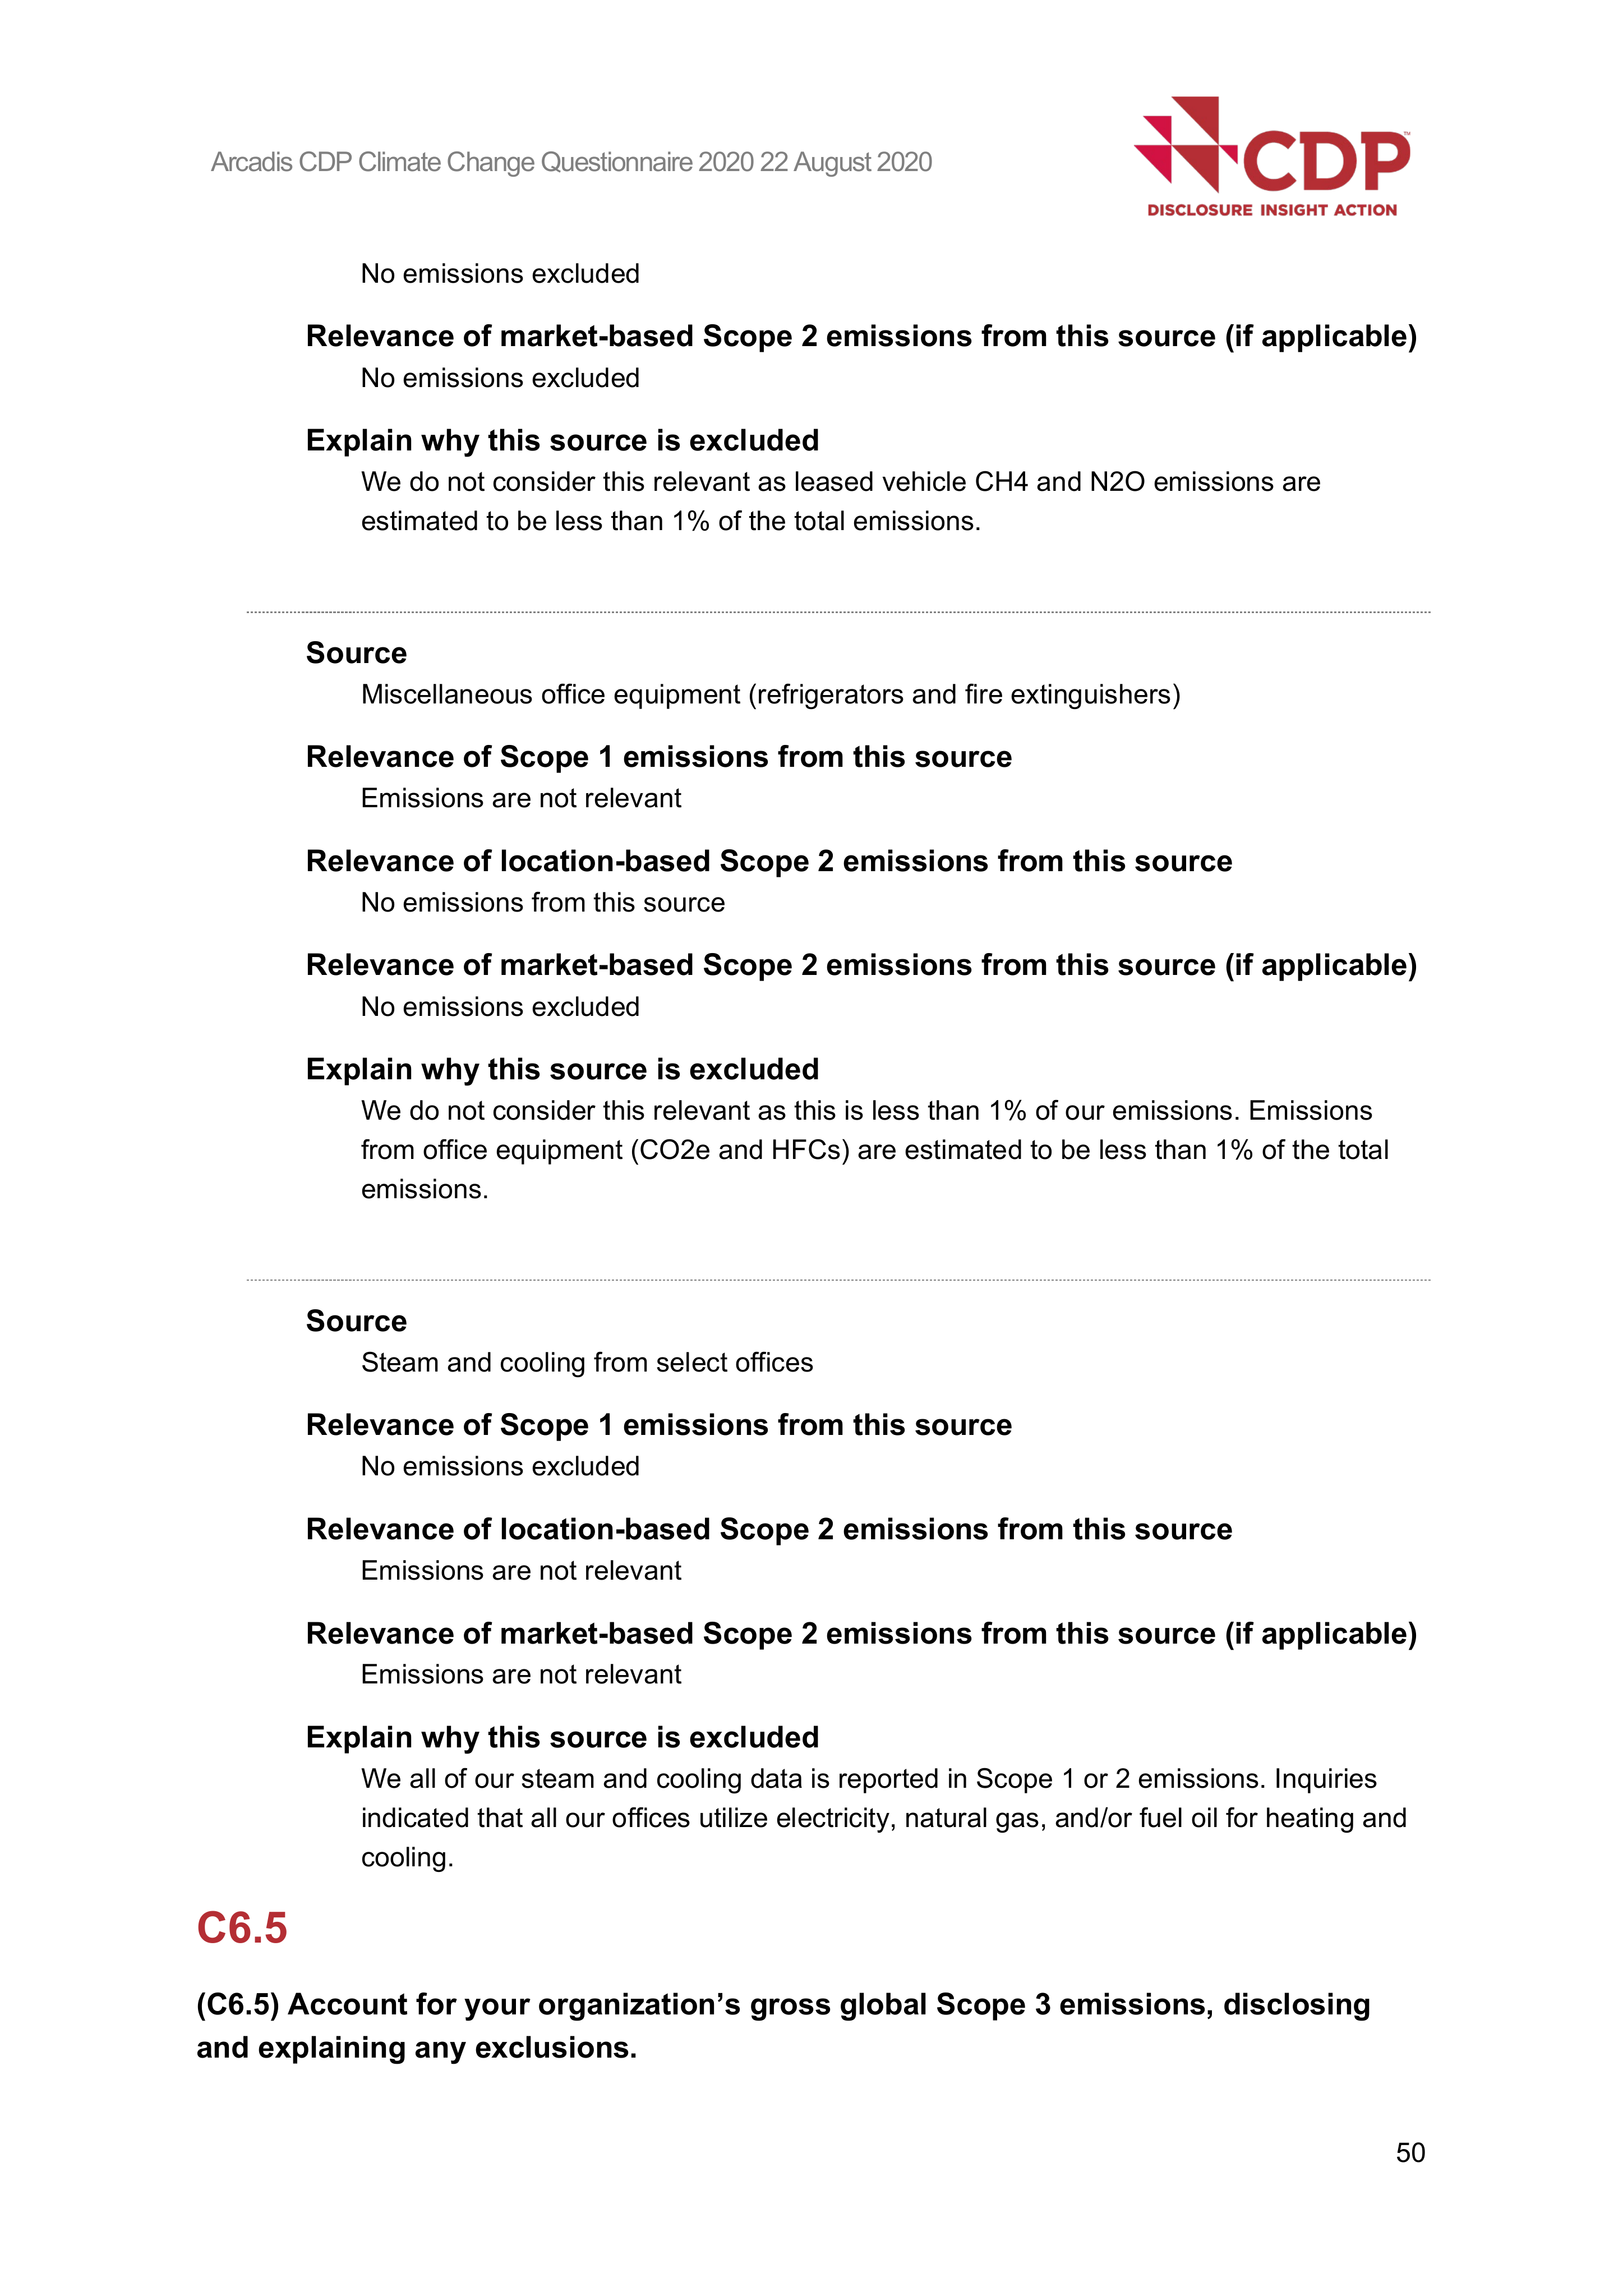 Arcadis CDP Climate Change Questionnaire 2020 22 August 2020
CDP™
DISCLOSURE INSIGHT ACTION
No emissions excluded
Relevance of market-based Scope 2 emissions from this source (if applicable)
No emissions excluded
Explain why this source is excluded
We do not consider this relevant as leased vehicle CH4 and N2O emissions are
estimated to be less than 1% of the total emissions.
Source
Miscellaneous office equipment (refrigerators and fire extinguishers)
Relevance of Scope 1 emissions from this source
Emissions are not relevant
Relevance of location-based Scope 2 emissions from this source
No emissions from this source
Relevance of market-based Scope 2 emissions from this source (if applicable)
No emissions excluded
Explain why this source is excluded
We do not consider this relevant as this is less than 1% of our emissions. Emissions
from office equipment (CO2e and HFCs) are estimated to be less than 1% of the total
emissions.
Source
Steam and cooling from select offices
Relevance of Scope 1 emissions from this source
No emissions excluded
Relevance of location-based Scope 2 emissions from this source
Emissions are not relevant
Relevance of market-based Scope 2 emissions from this source (if applicable)
Emissions are not relevant
Explain why this source is excluded
We all of our steam and cooling data is reported in Scope 1 or 2 emissions. Inquiries
indicated that all our offices utilize electricity, natural gas, and/or fuel oil for heating and
cooling.
C6.5
(C6.5) Account for your organization’s gross global Scope 3 emissions, disclosing
and explaining any exclusions.
50